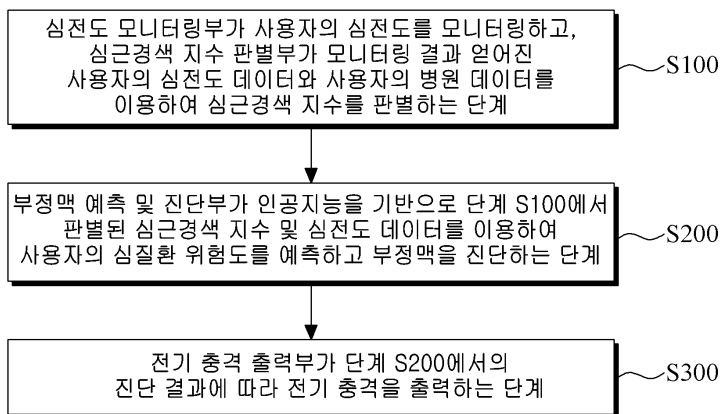 심전도 모니터링부가 사용자의 심전도를 모니터링하고,
심근경색 지수 판별부가 모니터링 결과 얻어진
사용자의 심전도 데이터와 사용자의 병원 데이터를
이용하여 심근경색 지수를 판별하는 단계
S100
부정맥 예측 및 진단부가 인공지능을 기반으로 단계 S100에서
판별된 심근경색 지수 및 심전도 데이터를 이용하여
사용자의 심질환 위험도를 예측하고 부정맥을 진단하는 단계
S200
전기 충격 출력부가 단계 S200에서의
진단 결과에 따라 전기 충격을 출력하는 단계
S300